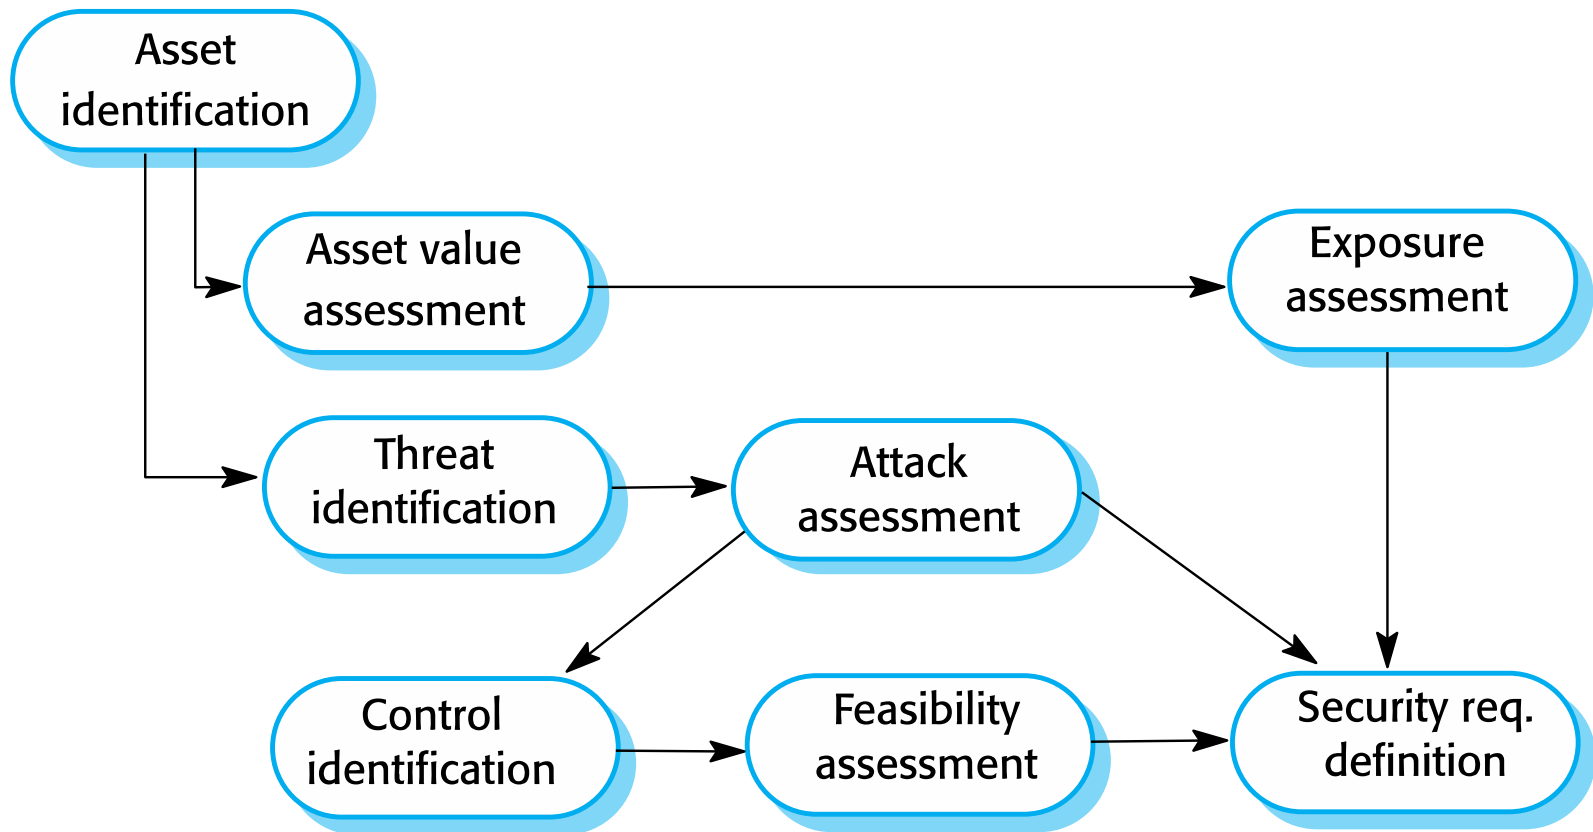 Asset
identification
Asset value
assessment
Exposure
assessment
Threat
identification
Attack
assessment
Control
identification
Feasibility
assessment
Security req.
definition